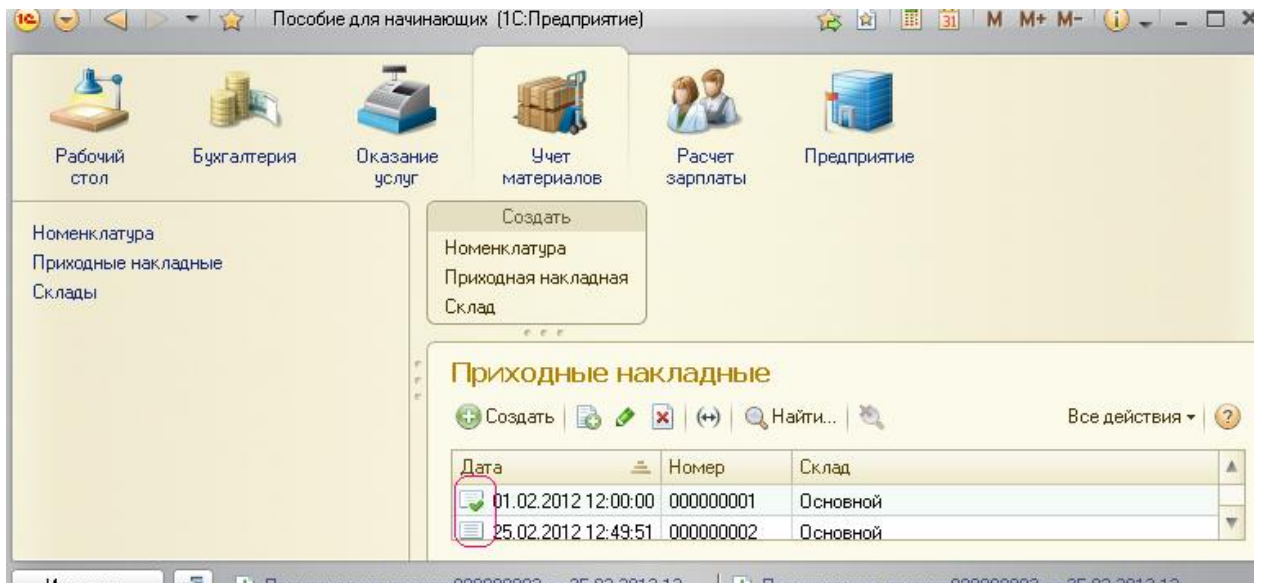 Пособие для начинающих (1С:Предприятие)
31 M M+ M-
Рабочий стол
Бухгалтерия
Оказание услуг
Учет материалов
Расчет зарплаты
Предприятие
Номенклатура
Приходные накладные
Склады
Создать
Номенклатура
Приходная накладная
Склад
Приходные накладные
Создать Найти... Все действия ?
Дата Номер Склад
01.02.2012 12:00:00 000000001 Основной
25.02.2012 12:49:51 000000002 Основной